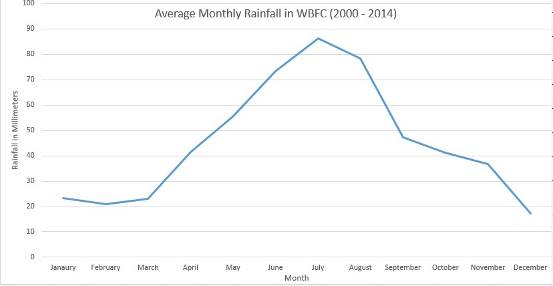 Average Monthly Rainfall in WBFC (2000 - 2014)
100
90
80
70
60
50
40
30
20
10
0
Rainfall in Millimeters
Janaury February March April May June July August September October November December
Month